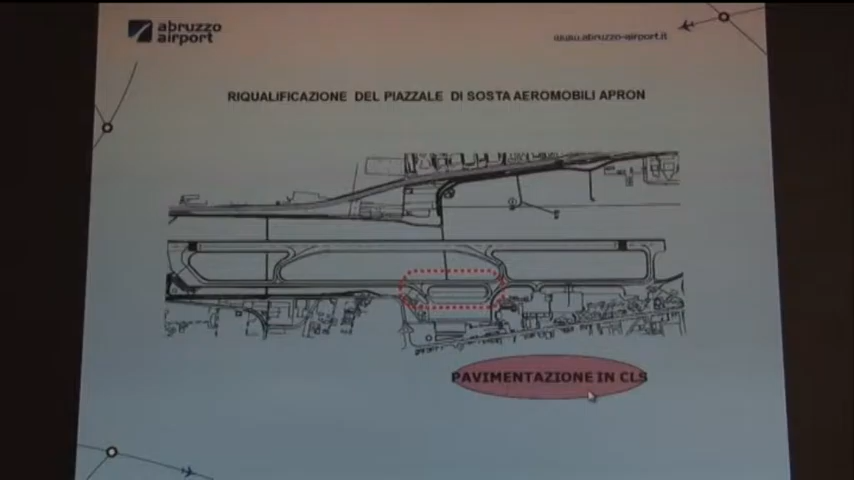 abruzzo
airport
www.abruzzo-airport.it
RIQUALIFICAZIONE DEL PIAZZALE DI SOSTA AEROMOBILI APRON
PAVIMENTAZIONE IN CLS